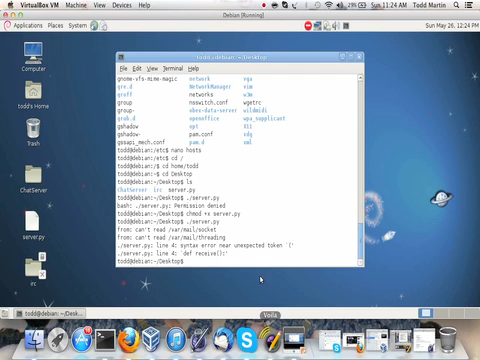 VirtualBox VM Machine View Devices Help 29% Sun 11:24 AM Todd Martin
Debian [Running]
Applications Places System Sun May 26, 12:24 PM
todd@debian: ~/Desktop
File Edit View Terminal Help
gnome-vfs-mime-magic network vga
gre.d NetworkManager vim
groff networks w3m
group nsswitch.conf wgetrc
group- obex-data-server wildmidi
grub.d openoffice wpa_supplicant
gshadow opt X11
gshadow- pam.conf xdg
gssapi_mech.conf pam.d xml
todd@debian:/etc$ nano hosts
todd@debian:/etc$ cd /
todd@debian:/$ cd home/todd
todd@debian:~$ cd Desktop
todd@debian:~/Desktop$ ls
ChatServer irc server.py
todd@debian:~/Desktop$ ./server.py
bash: ./server.py: Permission denied
todd@debian:~/Desktop$ chmod +x server.py
todd@debian:~/Desktop$ ./server.py
from: can't read /var/mail/socket
from: can't read /var/mail/threading
./server.py: line 4: syntax error near unexpected token `('
./server.py: line 4: `def receive():'
todd@debian:~/Desktop$
Computer
todd's Home
Trash
ChatServer
server.py
irc
todd@debian: ~/Desk...
Voila